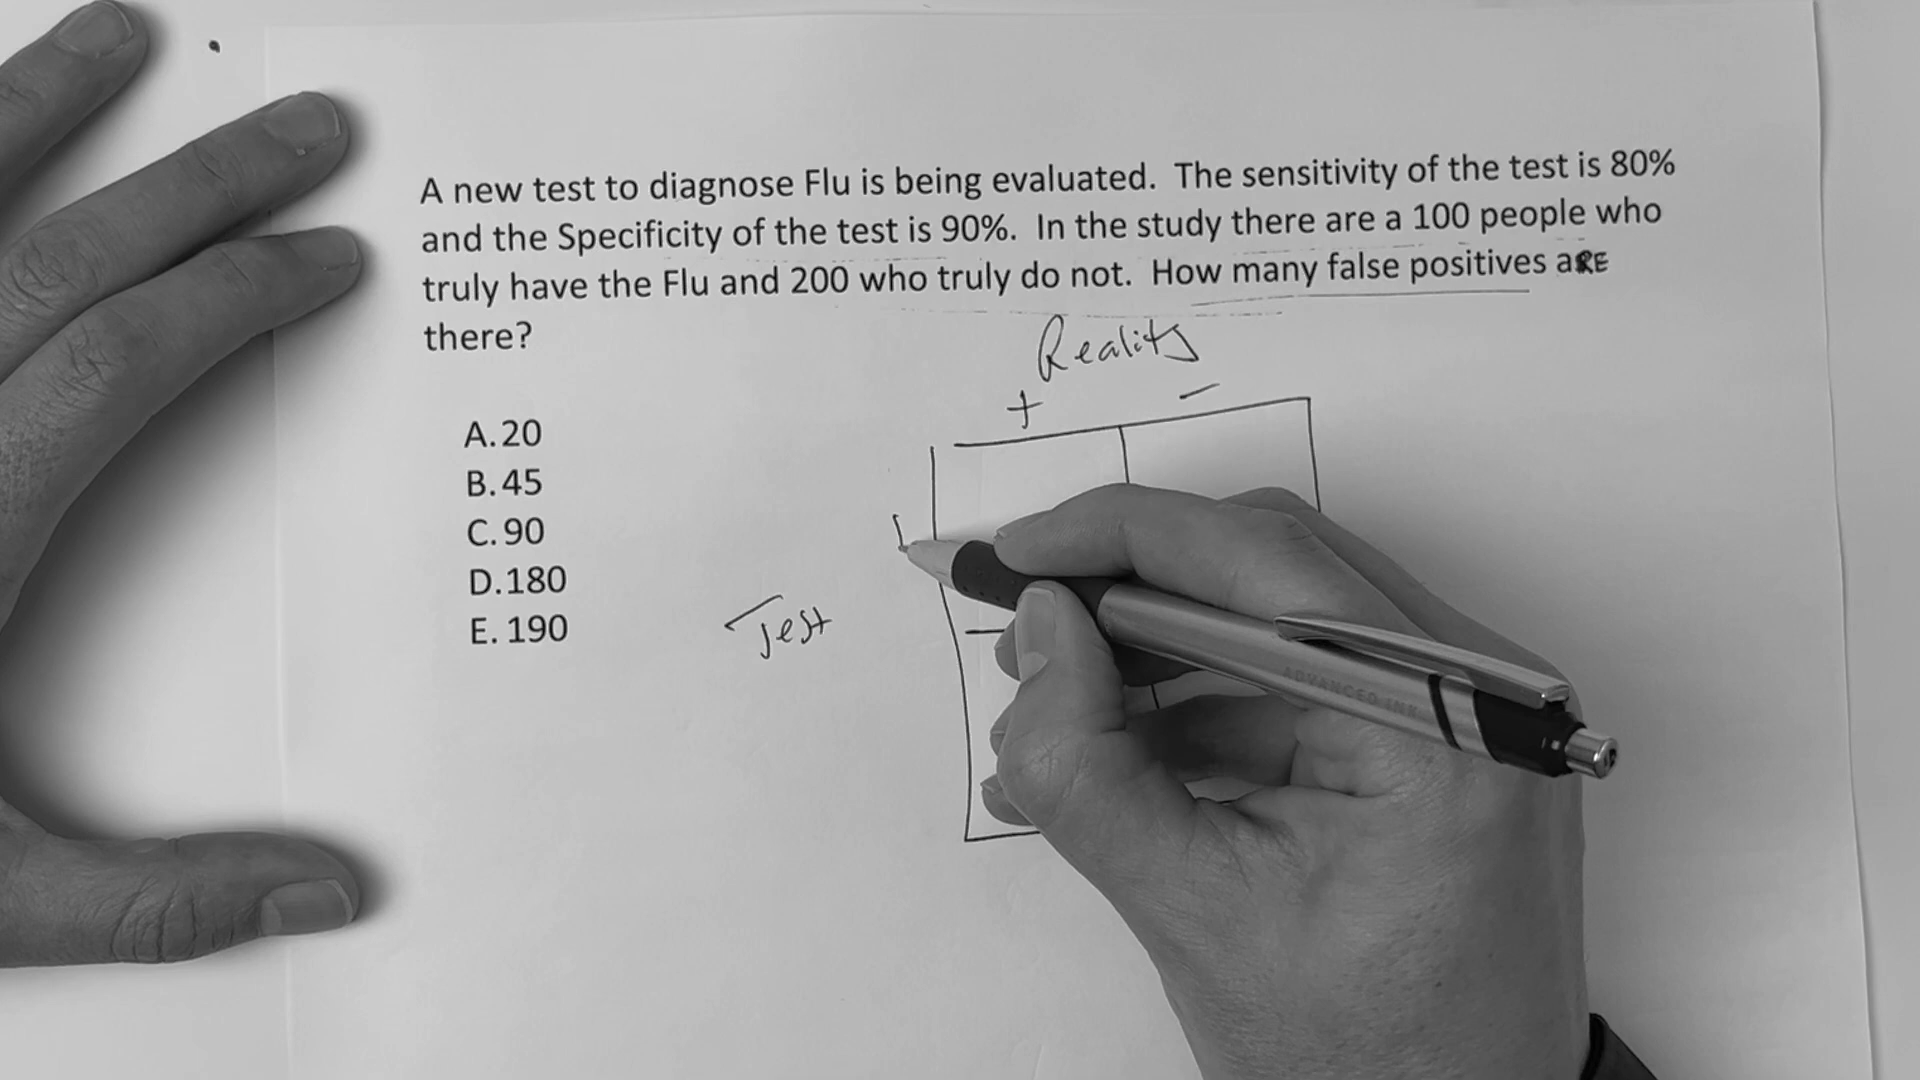 A new test to diagnose Flu is being evaluated. The sensitivity of the test is 80%
and the Specificity of the test is 90%. In the study there are a 100 people who
truly have the Flu and 200 who truly do not. How many false positives aRE
there?
Reality
+ −
A. 20
B. 45
C. 90
D. 180
E. 190
Test
ADVANCED INK